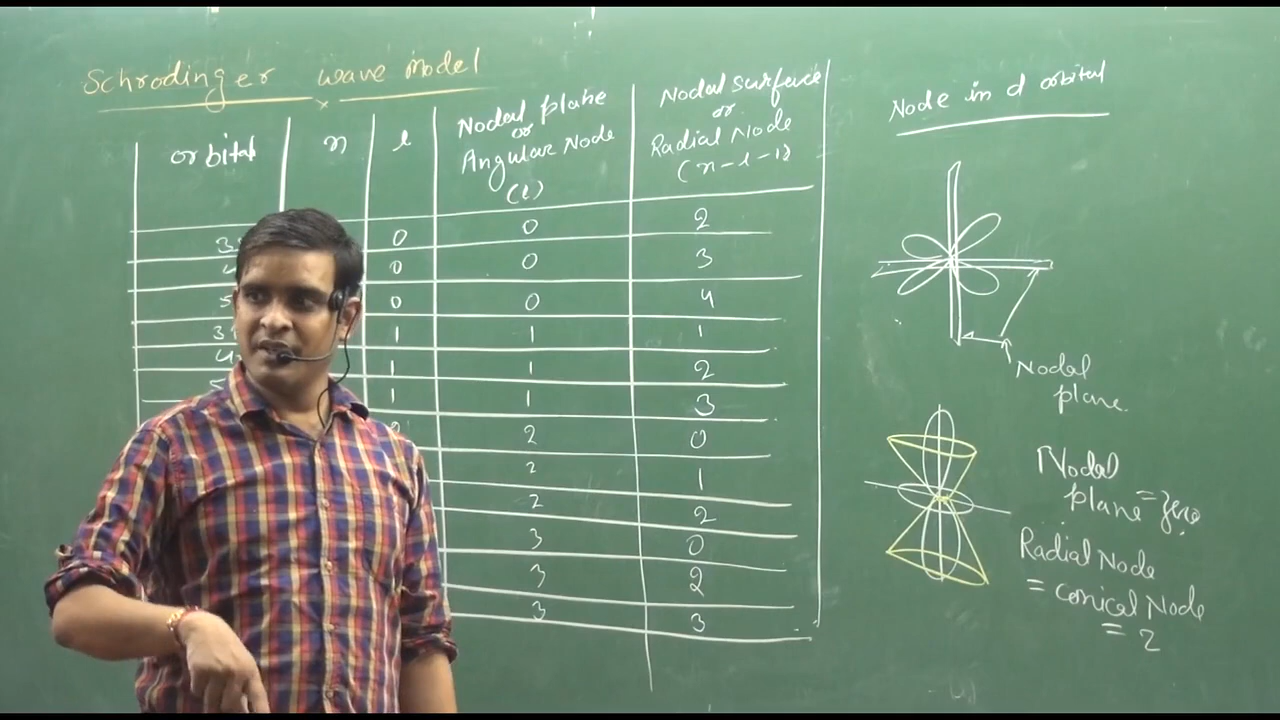 Schrodinger wave model
orbital n l Nodal plane or Angular Node (l) Nodal surface or Radial Node (n-l-1)
0 0 2
0 0 3
0 0 4
1 1 1
1 1 2
1 1 3
2 0
2 1
2 2
3 0
3 2
3 3
Node in d orbital
Nodal
plane
Nodal
plane = zero
Radial Node
= conical Node
= 2